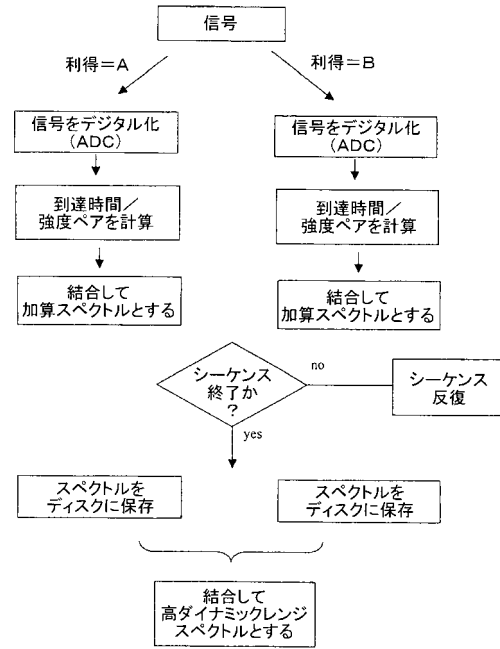 信号
利得＝A
利得＝B
信号をデジタル化
（ADC）
信号をデジタル化
（ADC）
到達時間／
強度ペアを計算
到達時間／
強度ペアを計算
結合して
加算スペクトルとする
結合して
加算スペクトルとする
シーケンス
終了か
？
no
シーケンス
反復
yes
スペクトルを
ディスクに保存
スペクトルを
ディスクに保存
結合して
高ダイナミックレンジ
スペクトルとする